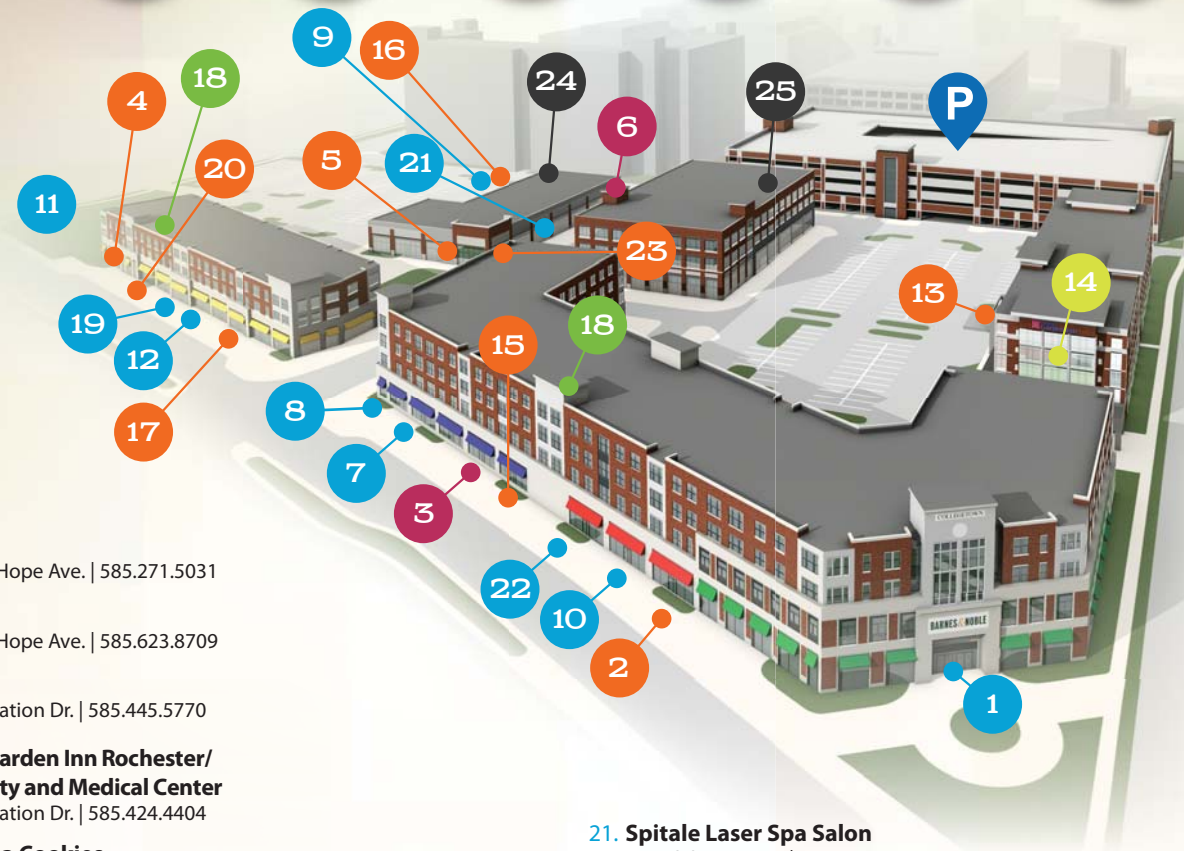 9
16
18
24
4
25
P
6
5
20
21
11
23
13
14
19
18
12
15
8
17
7
3
COLLEGETOWN
22
10
BARNES & NOBLE
2
1
Hope Ave. | 585.271.5031
Hope Ave. | 585.623.8709
ation Dr. | 585.445.5770
arden Inn Rochester/
ty and Medical Center
ation Dr. | 585.424.4404
Cookies
21. Spitale Laser Spa Salon